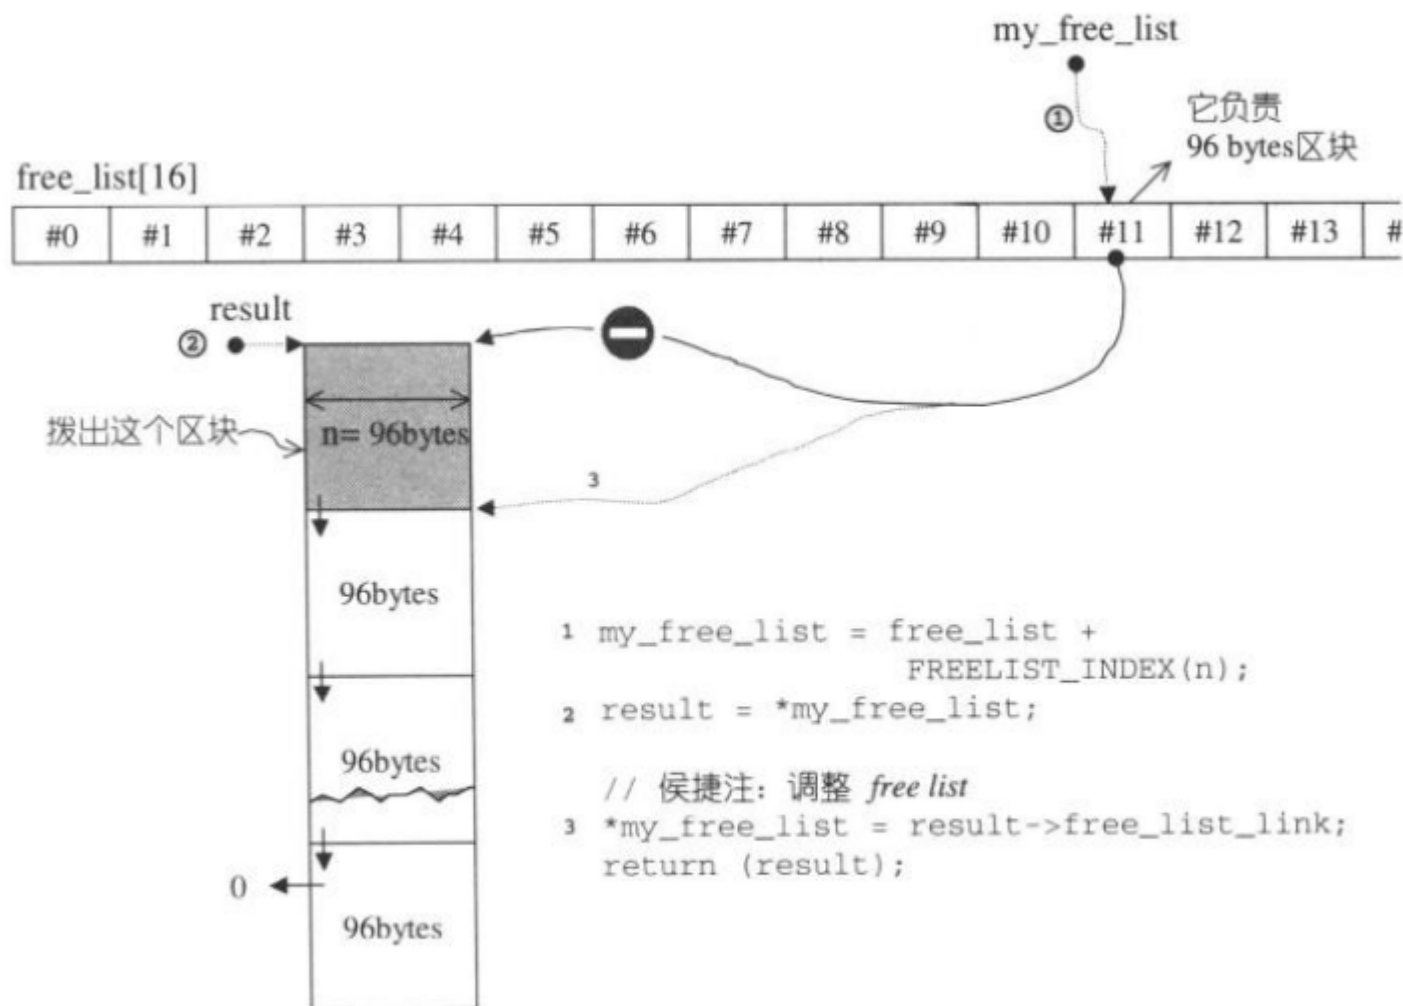 my_free_list
①
它负责
96 bytes区块
free_list[16]
#0 #1 #2 #3 #4 #5 #6 #7 #8 #9 #10 #11 #12 #13 #
result
②
拨出这个区块
n= 96bytes
3
96bytes
1 my_free_list = free_list +
FREELIST_INDEX(n);
2 result = *my_free_list;
96bytes
// 侯捷注：调整 free list
3 *my_free_list = result->free_list_link;
return (result);
0
96bytes